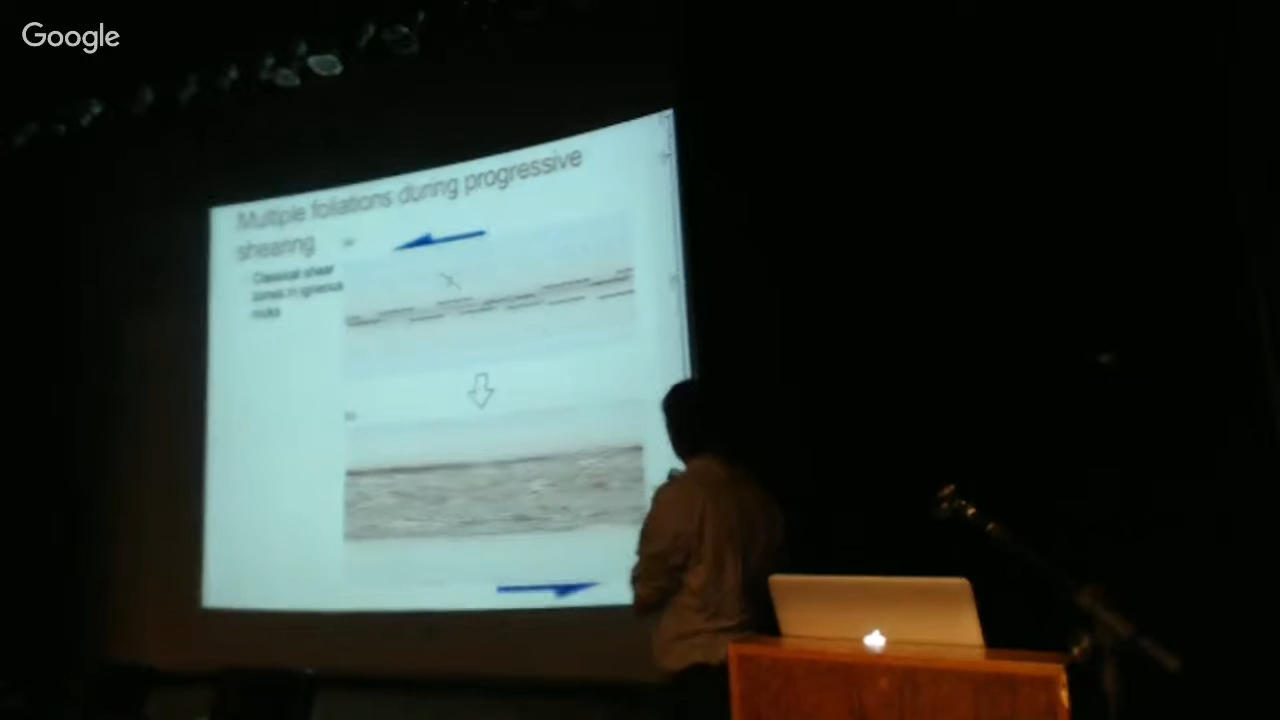 Google
Multiple foliations during progressive
shearing
Classical shear
zones in igneous
rocks